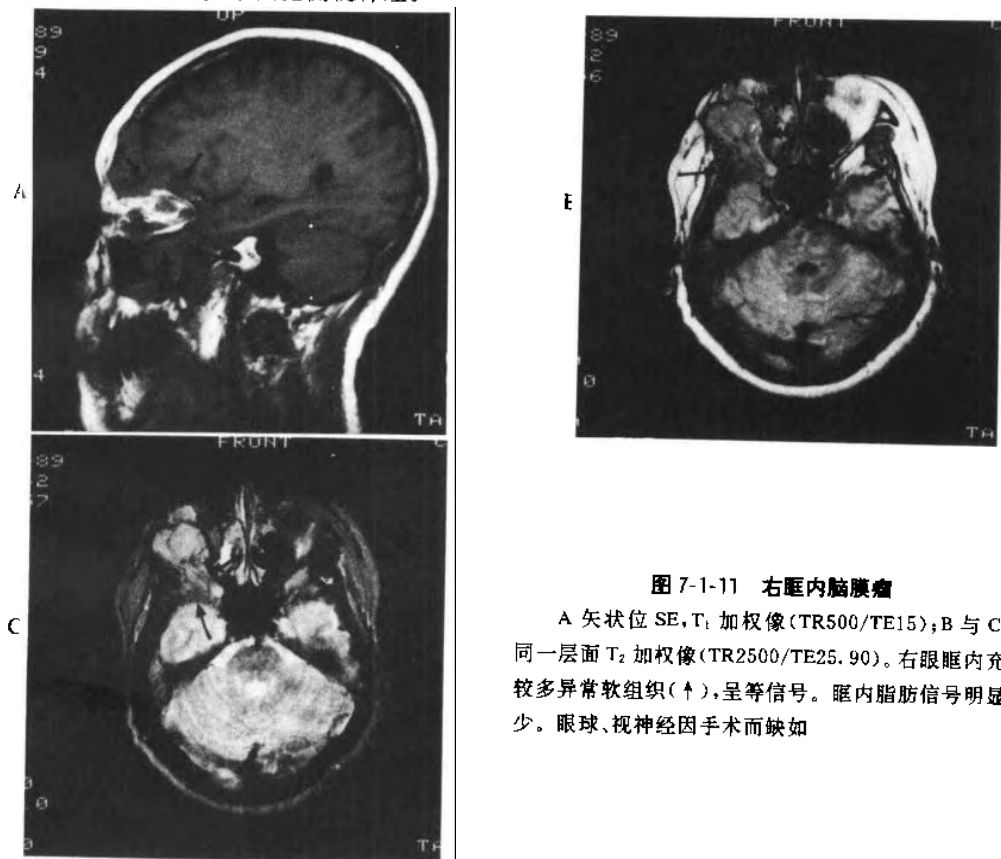 UP
89
9
4
A
4
TA
FRONT
89
2
6
B
0
TA
FRONT
89
2
7
C
0
0
TA
图 7-1-11 右眶内脑膜瘤
A 矢状位 SE,T₁ 加权像(TR500/TE15);B 与 C
同一层面 T₂ 加权像(TR2500/TE25.90)。右眼眶内充
较多异常软组织(↑),呈等信号。眶内脂肪信号明显
少。眼球、视神经因手术而缺如